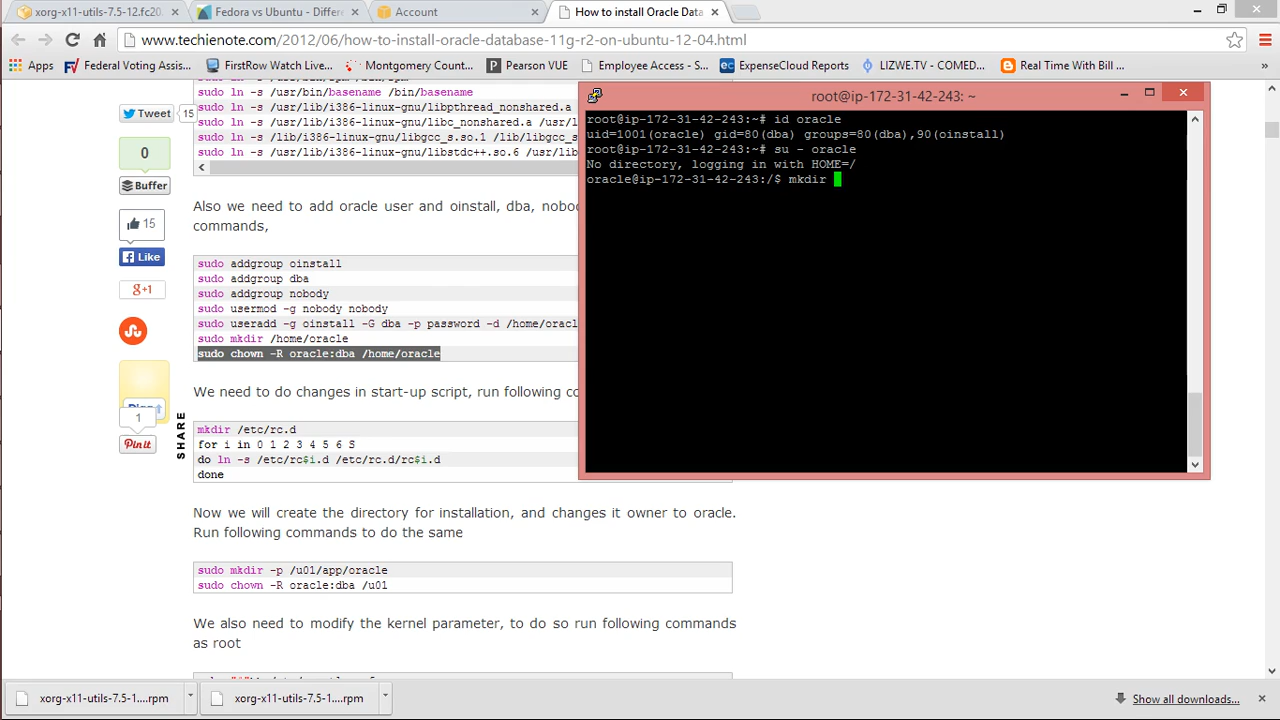 xorg-x11-utils-7.5-12.fc20.
Fedora vs Ubuntu - Differe
Account
How to install Oracle Data
www.techienote.com/2012/06/how-to-install-oracle-database-11g-r2-on-ubuntu-12-04.html
Apps
Federal Voting Assis...
FirstRow Watch Live...
Montgomery Count...
Pearson VUE
Employee Access - S...
ExpenseCloud Reports
LIZWE.TV - COMED...
Real Time With Bill ...
»
sudo ln -s /usr/bin/basename /bin/basename
sudo ln -s /usr/lib/i386-linux-gnu/libpthread_nonshared.a
sudo ln -s /usr/lib/i386-linux-gnu/libc_nonshared.a /usr/
sudo ln -s /lib/i386-linux-gnu/libgcc_s.so.1 /lib/libgcc_
sudo ln -s /usr/lib/i386-linux-gnu/libstdc++.so.6 /usr/li
Tweet 15
0
Buffer
15
Like
g+1
1
Pin it
SHARE
Also we need to add oracle user and oinstall, dba, nobo
commands,
sudo addgroup oinstall
sudo addgroup dba
sudo addgroup nobody
sudo usermod -g nobody nobody
sudo useradd -g oinstall -G dba -p password -d /home/oracl
sudo mkdir /home/oracle
sudo chown -R oracle:dba /home/oracle
We need to do changes in start-up script, run following co
mkdir /etc/rc.d
for i in 0 1 2 3 4 5 6 S
do ln -s /etc/rc$i.d /etc/rc.d/rc$i.d
done
Now we will create the directory for installation, and changes it owner to oracle.
Run following commands to do the same
sudo mkdir -p /u01/app/oracle
sudo chown -R oracle:dba /u01
We also need to modify the kernel parameter, to do so run following commands
as root
root@ip-172-31-42-243: ~
root@ip-172-31-42-243:~# id oracle
uid=1001(oracle) gid=80(dba) groups=80(dba),90(oinstall)
root@ip-172-31-42-243:~# su - oracle
No directory, logging in with HOME=/
oracle@ip-172-31-42-243:/$ mkdir
xorg-x11-utils-7.5-1....rpm
xorg-x11-utils-7.5-1....rpm
Show all downloads...